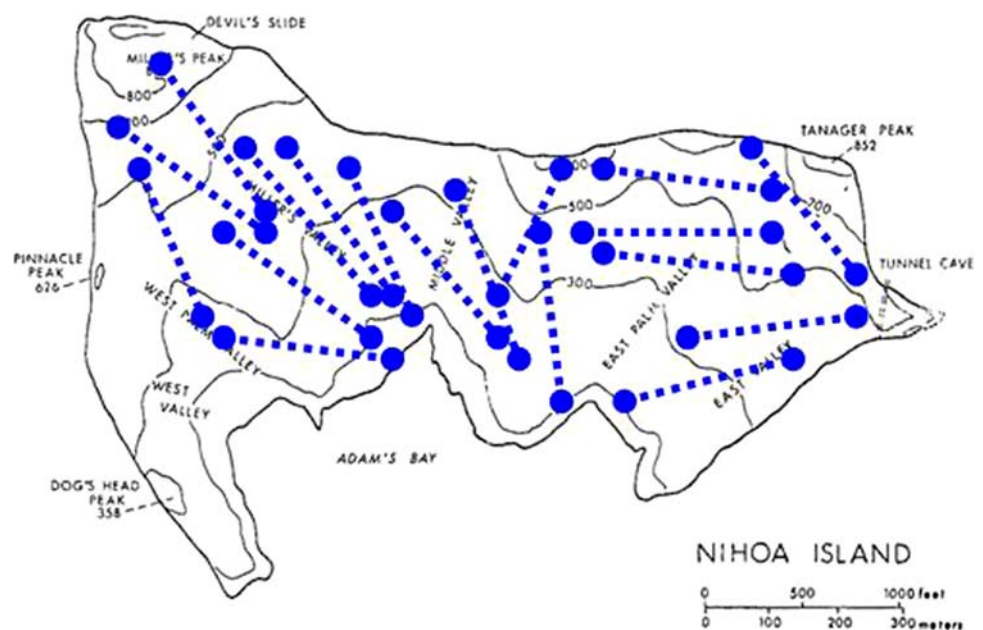 DEVIL'S SLIDE
PEAK
800
TANAGER PEAK
852
700
500
MIDDLE VALLEY
300
PINNACLE
PEAK
626
TUNNEL CAVE
WEST PALM VALLEY
EAST PALM VALLEY
EAST VALLEY
WEST
VALLEY
ADAM'S BAY
DOG'S HEAD
PEAK
358
NIHOA ISLAND
0 500 1000 feet
0 100 200 300 meters